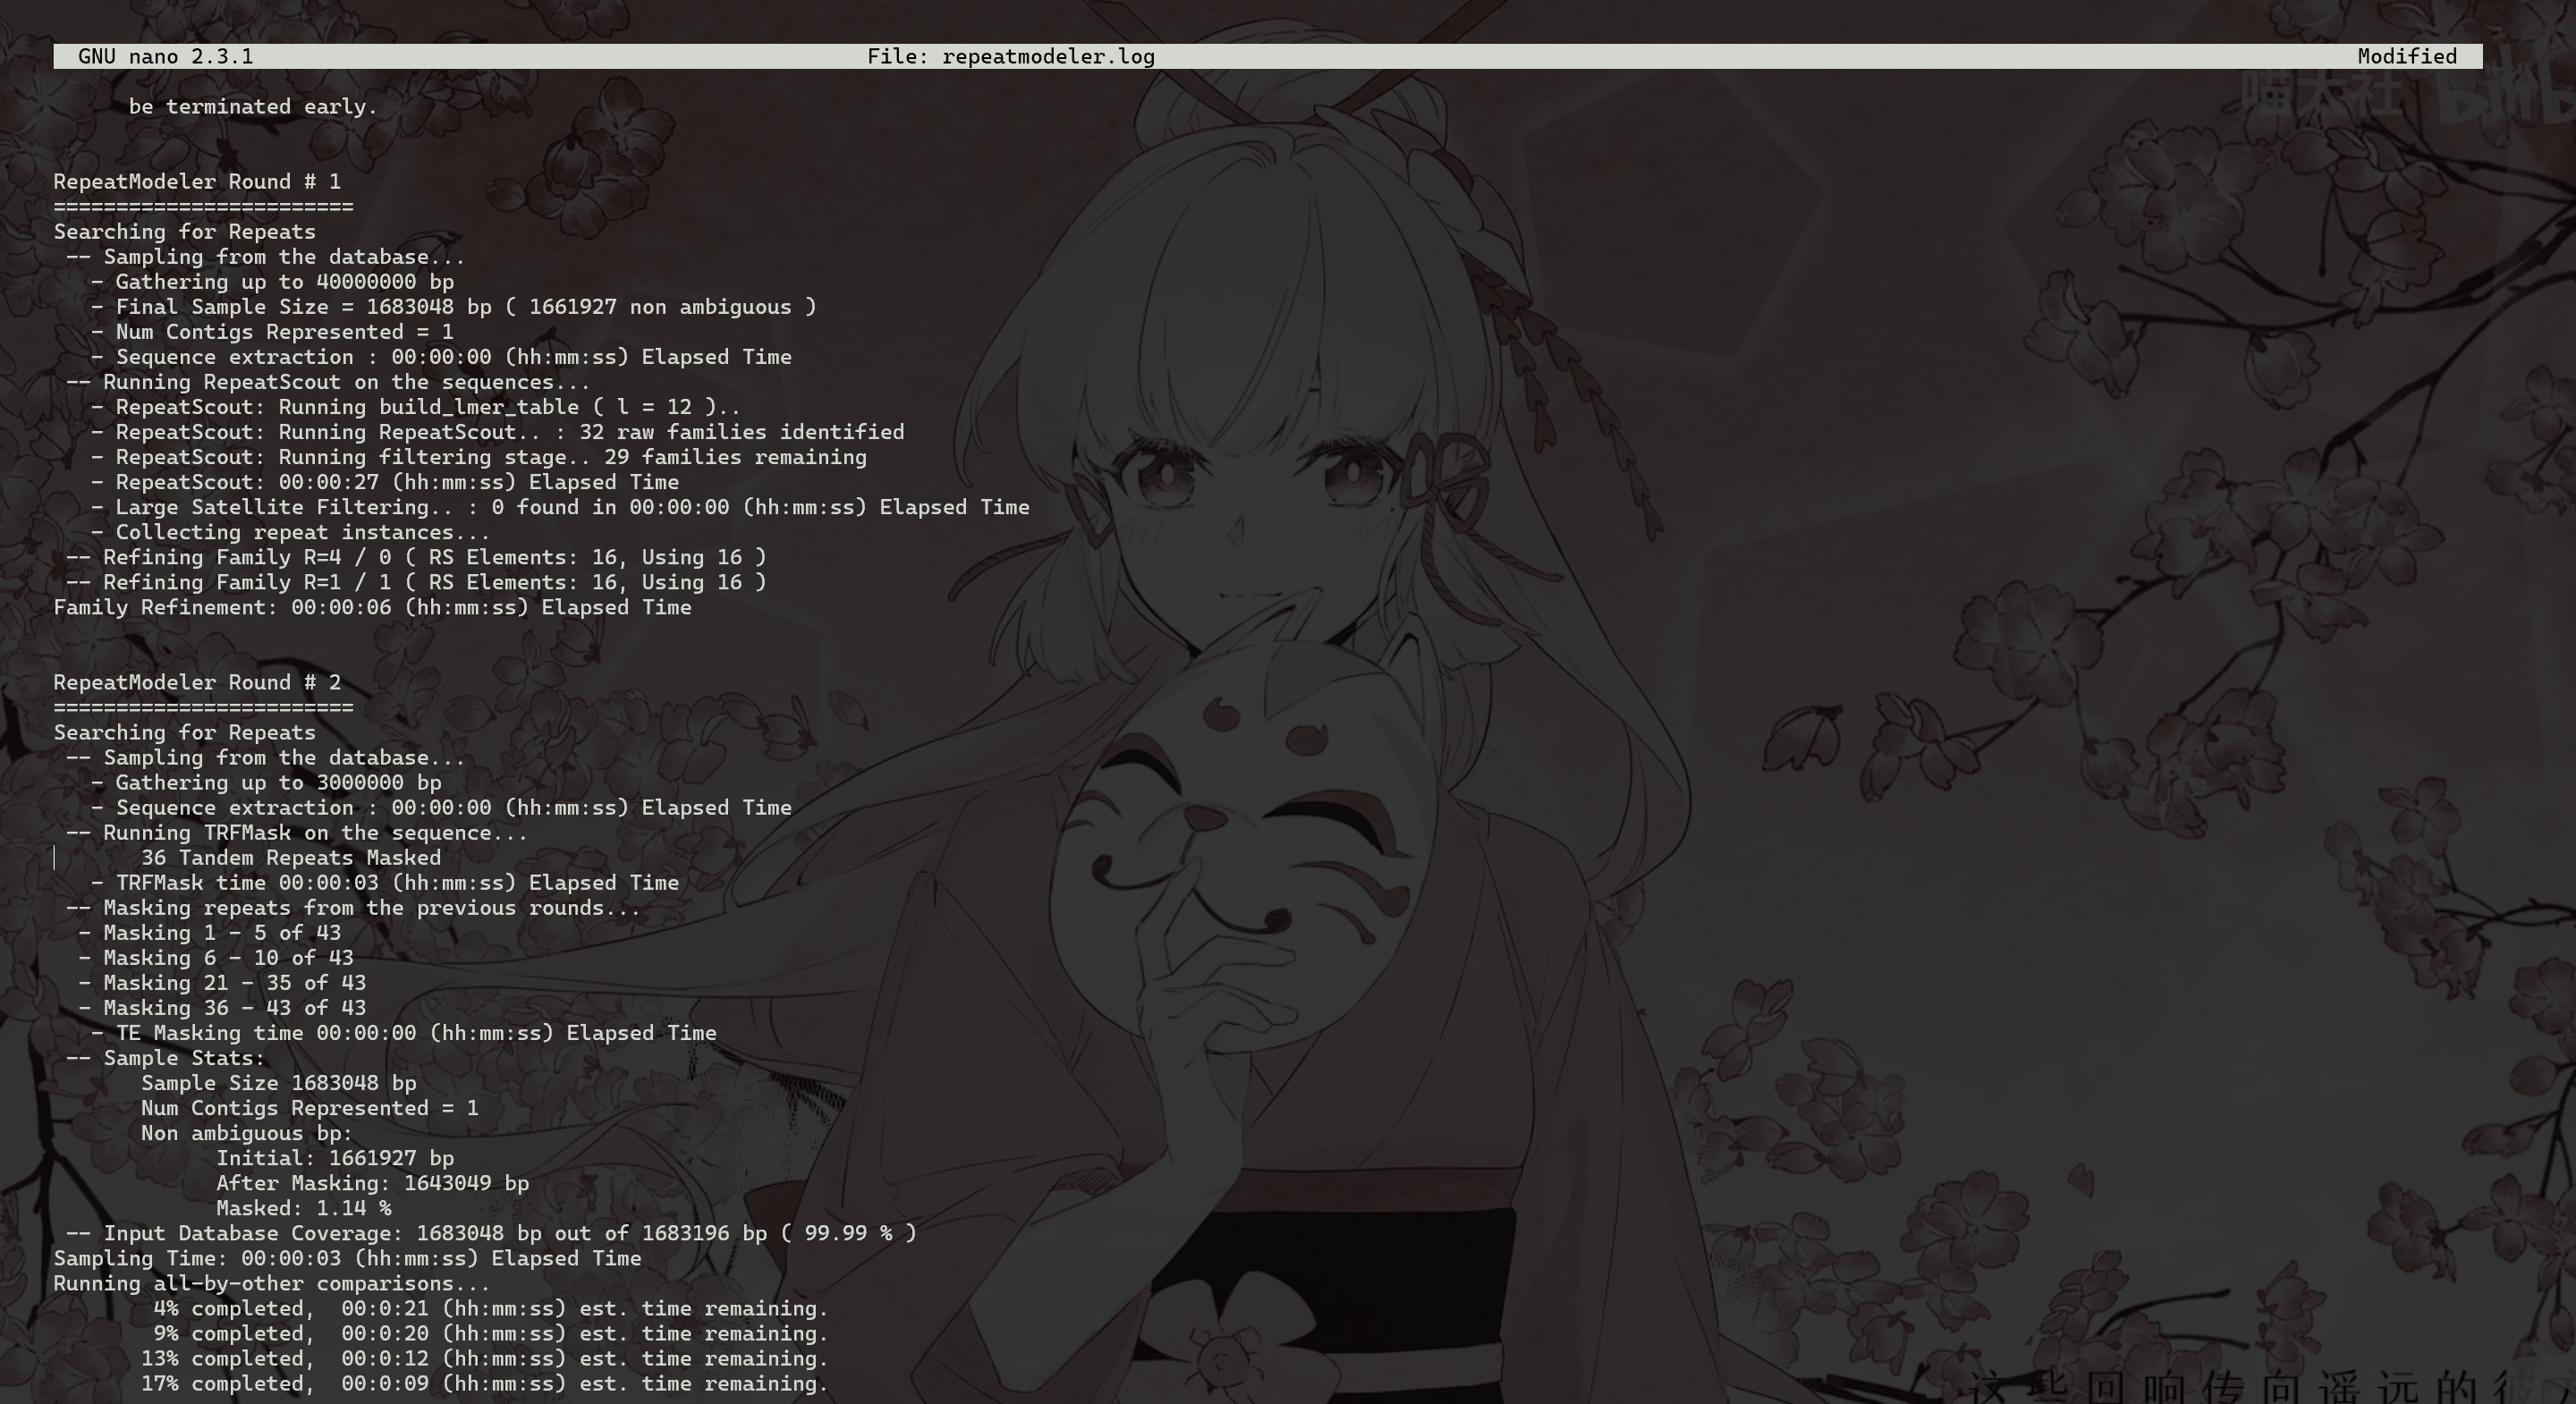 GNU nano 2.3.1 File: repeatmodeler.log Modified
be terminated early.
RepeatModeler Round # 1
========================
Searching for Repeats
-- Sampling from the database...
- Gathering up to 40000000 bp
- Final Sample Size = 1683048 bp ( 1661927 non ambiguous )
- Num Contigs Represented = 1
- Sequence extraction : 00:00:00 (hh:mm:ss) Elapsed Time
-- Running RepeatScout on the sequences...
- RepeatScout: Running build_lmer_table ( l = 12 )..
- RepeatScout: Running RepeatScout.. : 32 raw families identified
- RepeatScout: Running filtering stage.. 29 families remaining
- RepeatScout: 00:00:27 (hh:mm:ss) Elapsed Time
- Large Satellite Filtering.. : 0 found in 00:00:00 (hh:mm:ss) Elapsed Time
- Collecting repeat instances...
-- Refining Family R=4 / 0 ( RS Elements: 16, Using 16 )
-- Refining Family R=1 / 1 ( RS Elements: 16, Using 16 )
Family Refinement: 00:00:06 (hh:mm:ss) Elapsed Time
RepeatModeler Round # 2
========================
Searching for Repeats
-- Sampling from the database...
- Gathering up to 3000000 bp
- Sequence extraction : 00:00:00 (hh:mm:ss) Elapsed Time
-- Running TRFMask on the sequence...
36 Tandem Repeats Masked
- TRFMask time 00:00:03 (hh:mm:ss) Elapsed Time
-- Masking repeats from the previous rounds...
- Masking 1 - 5 of 43
- Masking 6 - 10 of 43
- Masking 21 - 35 of 43
- Masking 36 - 43 of 43
- TE Masking time 00:00:00 (hh:mm:ss) Elapsed Time
-- Sample Stats:
Sample Size 1683048 bp
Num Contigs Represented = 1
Non ambiguous bp:
Initial: 1661927 bp
After Masking: 1643049 bp
Masked: 1.14 %
-- Input Database Coverage: 1683048 bp out of 1683196 bp ( 99.99 % )
Sampling Time: 00:00:03 (hh:mm:ss) Elapsed Time
Running all-by-other comparisons...
4% completed, 00:0:21 (hh:mm:ss) est. time remaining.
9% completed, 00:0:20 (hh:mm:ss) est. time remaining.
13% completed, 00:0:12 (hh:mm:ss) est. time remaining.
17% completed, 00:0:09 (hh:mm:ss) est. time remaining.
这些回响传向遥远的彼